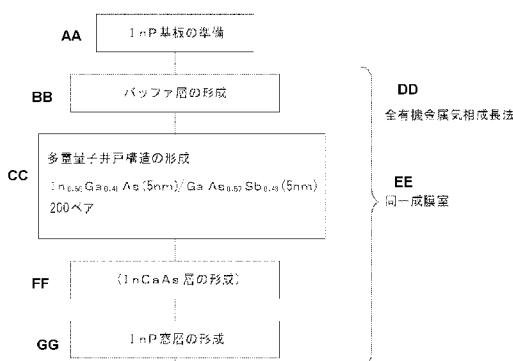 AA
InP基板の準備
BB
バッファ層の形成
DD
全有機金属気相成長法
CC
多重量子井戸構造の形成
In0.56Ga0.41As(5nm)/GaAs0.57Sb0.43(5nm)
200ペア
EE
同一成膜室
FF
(InCaAs層の形成)
GG
InP窓層の形成